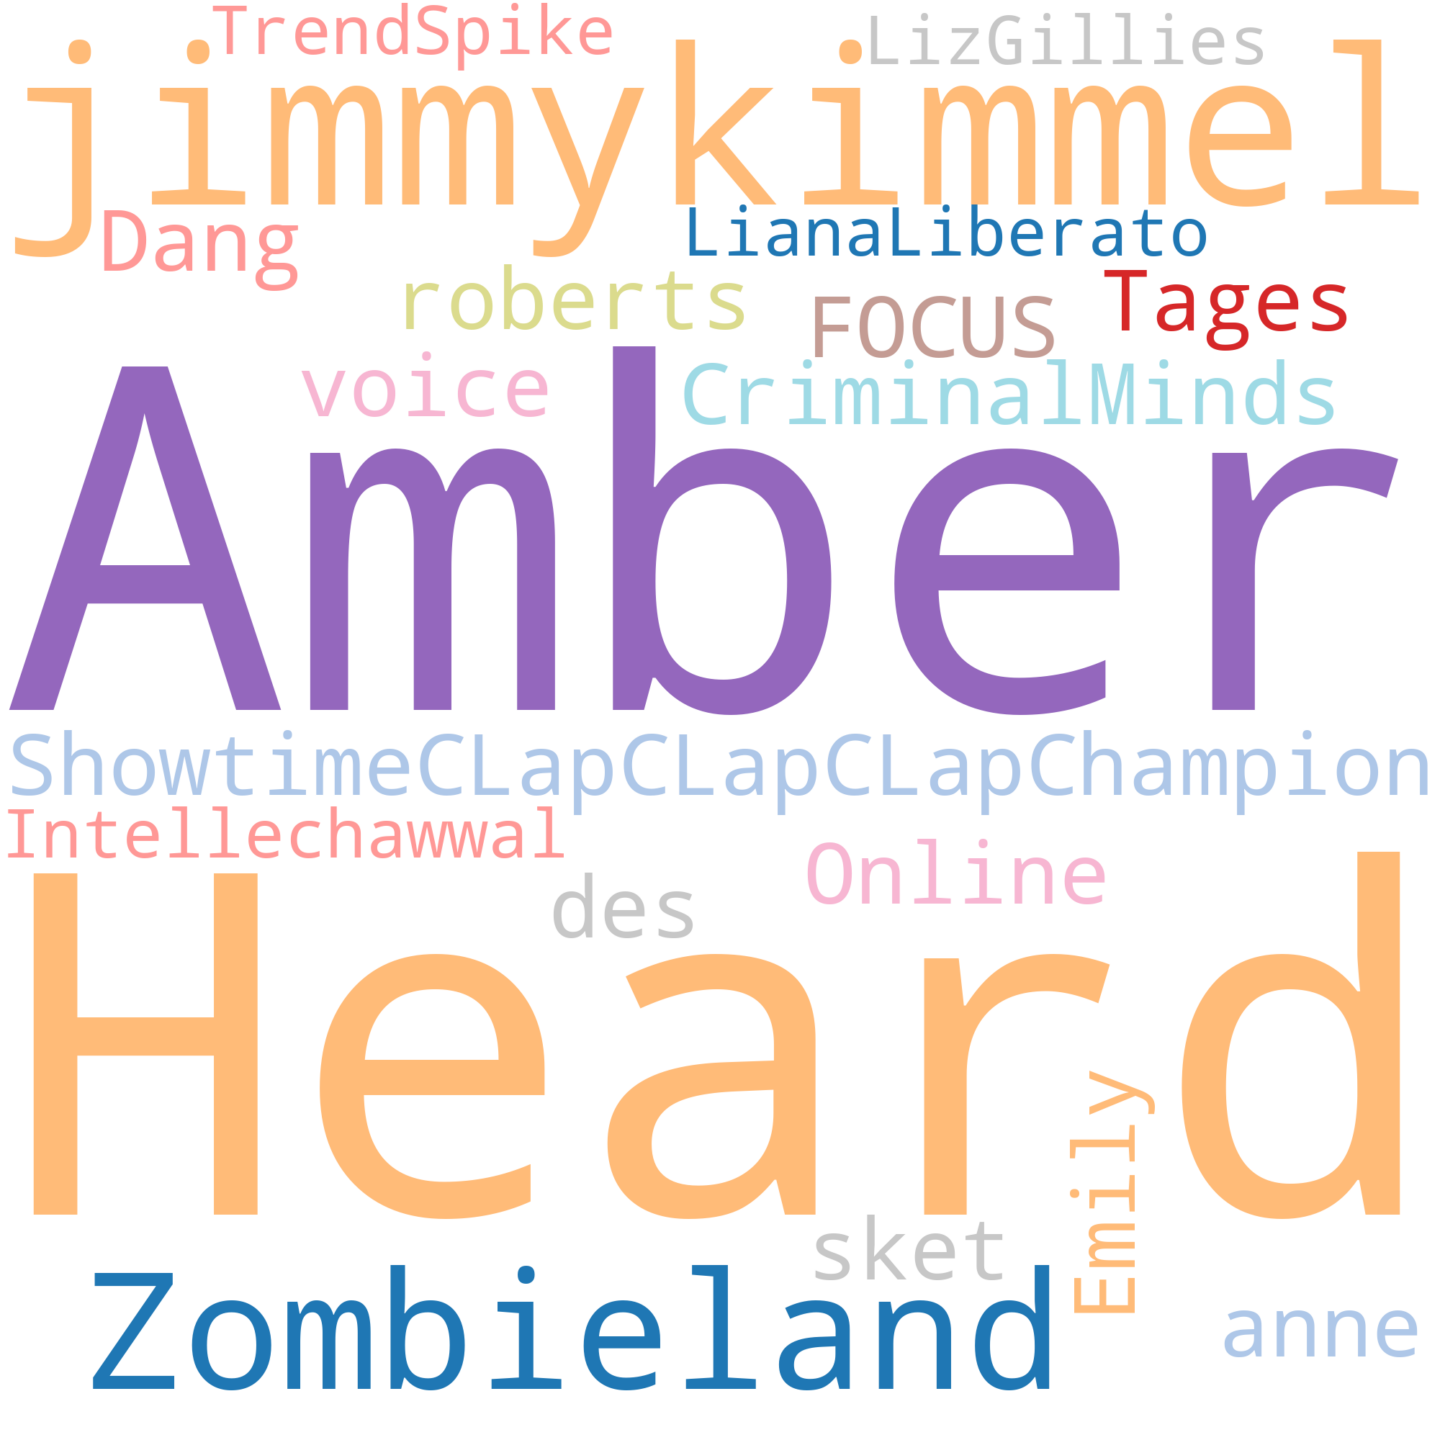 TrendSpike
LizGillies
jimmykimmel
Dang
LianaLiberato
roberts
FOCUS
Tages
voice
CriminalMinds
Amber
ShowtimeCLapCLapCLapChampion
Intellechawwal
Online
des
Heard
Emily
sket
Zombieland
anne